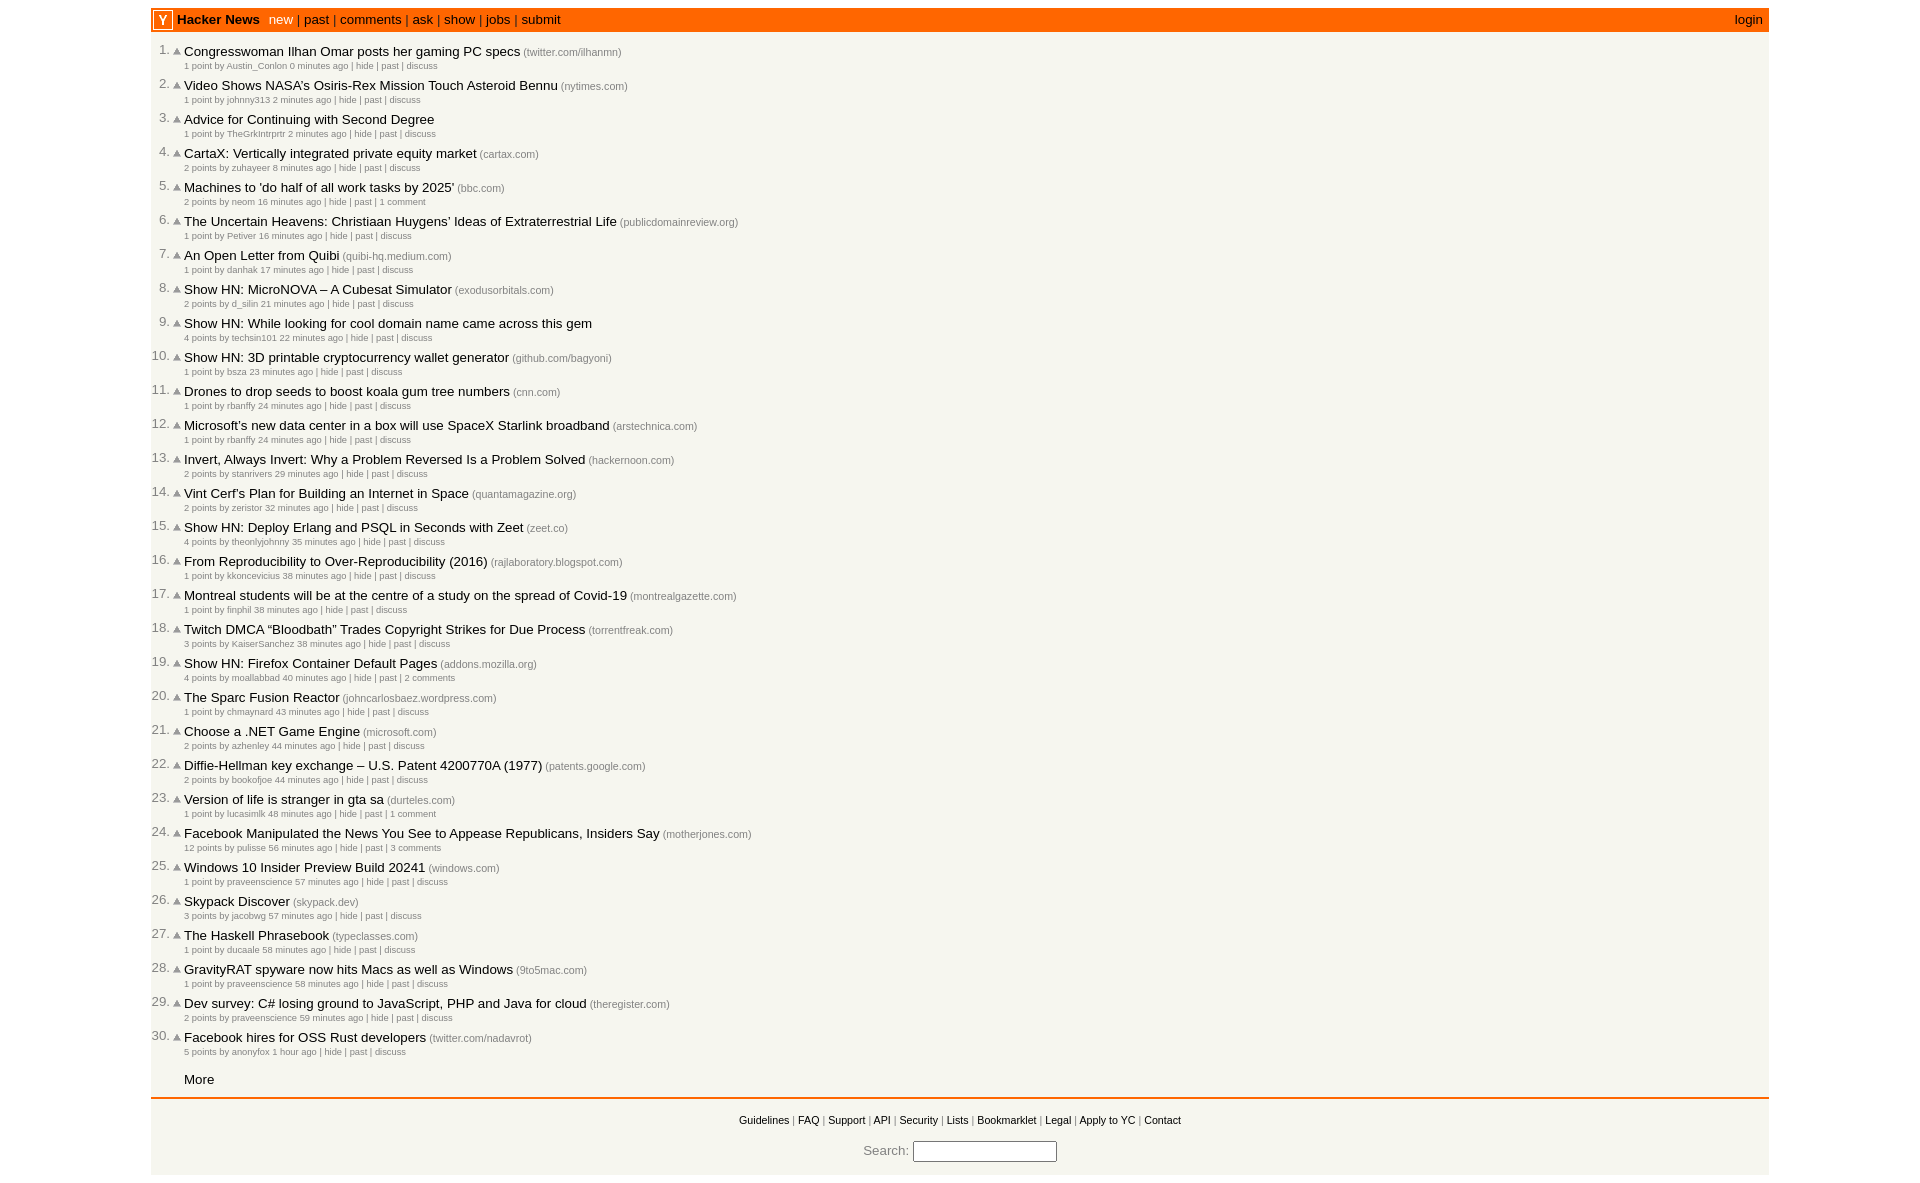 Y Hacker News new | past | comments | ask | show | jobs | submit login
1. Congresswoman Ilhan Omar posts her gaming PC specs (twitter.com/ilhanmn)
1 point by Austin_Conlon 0 minutes ago | hide | past | discuss
2. Video Shows NASA’s Osiris-Rex Mission Touch Asteroid Bennu (nytimes.com)
1 point by johnny313 2 minutes ago | hide | past | discuss
3. Advice for Continuing with Second Degree
1 point by TheGrkIntrprtr 2 minutes ago | hide | past | discuss
4. CartaX: Vertically integrated private equity market (cartax.com)
2 points by zuhayeer 8 minutes ago | hide | past | discuss
5. Machines to 'do half of all work tasks by 2025' (bbc.com)
2 points by neom 16 minutes ago | hide | past | 1 comment
6. The Uncertain Heavens: Christiaan Huygens’ Ideas of Extraterrestrial Life (publicdomainreview.org)
1 point by Petiver 16 minutes ago | hide | past | discuss
7. An Open Letter from Quibi (quibi-hq.medium.com)
1 point by danhak 17 minutes ago | hide | past | discuss
8. Show HN: MicroNOVA – A Cubesat Simulator (exodusorbitals.com)
2 points by d_silin 21 minutes ago | hide | past | discuss
9. Show HN: While looking for cool domain name came across this gem
4 points by techsin101 22 minutes ago | hide | past | discuss
10. Show HN: 3D printable cryptocurrency wallet generator (github.com/bagyoni)
1 point by bsza 23 minutes ago | hide | past | discuss
11. Drones to drop seeds to boost koala gum tree numbers (cnn.com)
1 point by rbanffy 24 minutes ago | hide | past | discuss
12. Microsoft’s new data center in a box will use SpaceX Starlink broadband (arstechnica.com)
1 point by rbanffy 24 minutes ago | hide | past | discuss
13. Invert, Always Invert: Why a Problem Reversed Is a Problem Solved (hackernoon.com)
2 points by stanrivers 29 minutes ago | hide | past | discuss
14. Vint Cerf’s Plan for Building an Internet in Space (quantamagazine.org)
2 points by zeristor 32 minutes ago | hide | past | discuss
15. Show HN: Deploy Erlang and PSQL in Seconds with Zeet (zeet.co)
4 points by theonlyjohnny 35 minutes ago | hide | past | discuss
16. From Reproducibility to Over-Reproducibility (2016) (rajlaboratory.blogspot.com)
1 point by kkoncevicius 38 minutes ago | hide | past | discuss
17. Montreal students will be at the centre of a study on the spread of Covid-19 (montrealgazette.com)
1 point by finphil 38 minutes ago | hide | past | discuss
18. Twitch DMCA “Bloodbath” Trades Copyright Strikes for Due Process (torrentfreak.com)
3 points by KaiserSanchez 38 minutes ago | hide | past | discuss
19. Show HN: Firefox Container Default Pages (addons.mozilla.org)
4 points by moallabbad 40 minutes ago | hide | past | 2 comments
20. The Sparc Fusion Reactor (johncarlosbaez.wordpress.com)
1 point by chmaynard 43 minutes ago | hide | past | discuss
21. Choose a .NET Game Engine (microsoft.com)
2 points by azhenley 44 minutes ago | hide | past | discuss
22. Diffie-Hellman key exchange – U.S. Patent 4200770A (1977) (patents.google.com)
2 points by bookofjoe 44 minutes ago | hide | past | discuss
23. Version of life is stranger in gta sa (durteles.com)
1 point by lucasimlk 48 minutes ago | hide | past | 1 comment
24. Facebook Manipulated the News You See to Appease Republicans, Insiders Say (motherjones.com)
12 points by pulisse 56 minutes ago | hide | past | 3 comments
25. Windows 10 Insider Preview Build 20241 (windows.com)
1 point by praveenscience 57 minutes ago | hide | past | discuss
26. Skypack Discover (skypack.dev)
3 points by jacobwg 57 minutes ago | hide | past | discuss
27. The Haskell Phrasebook (typeclasses.com)
1 point by ducaale 58 minutes ago | hide | past | discuss
28. GravityRAT spyware now hits Macs as well as Windows (9to5mac.com)
1 point by praveenscience 58 minutes ago | hide | past | discuss
29. Dev survey: C# losing ground to JavaScript, PHP and Java for cloud (theregister.com)
2 points by praveenscience 59 minutes ago | hide | past | discuss
30. Facebook hires for OSS Rust developers (twitter.com/nadavrot)
5 points by anonyfox 1 hour ago | hide | past | discuss
More
Guidelines | FAQ | Support | API | Security | Lists | Bookmarklet | Legal | Apply to YC | Contact
Search: